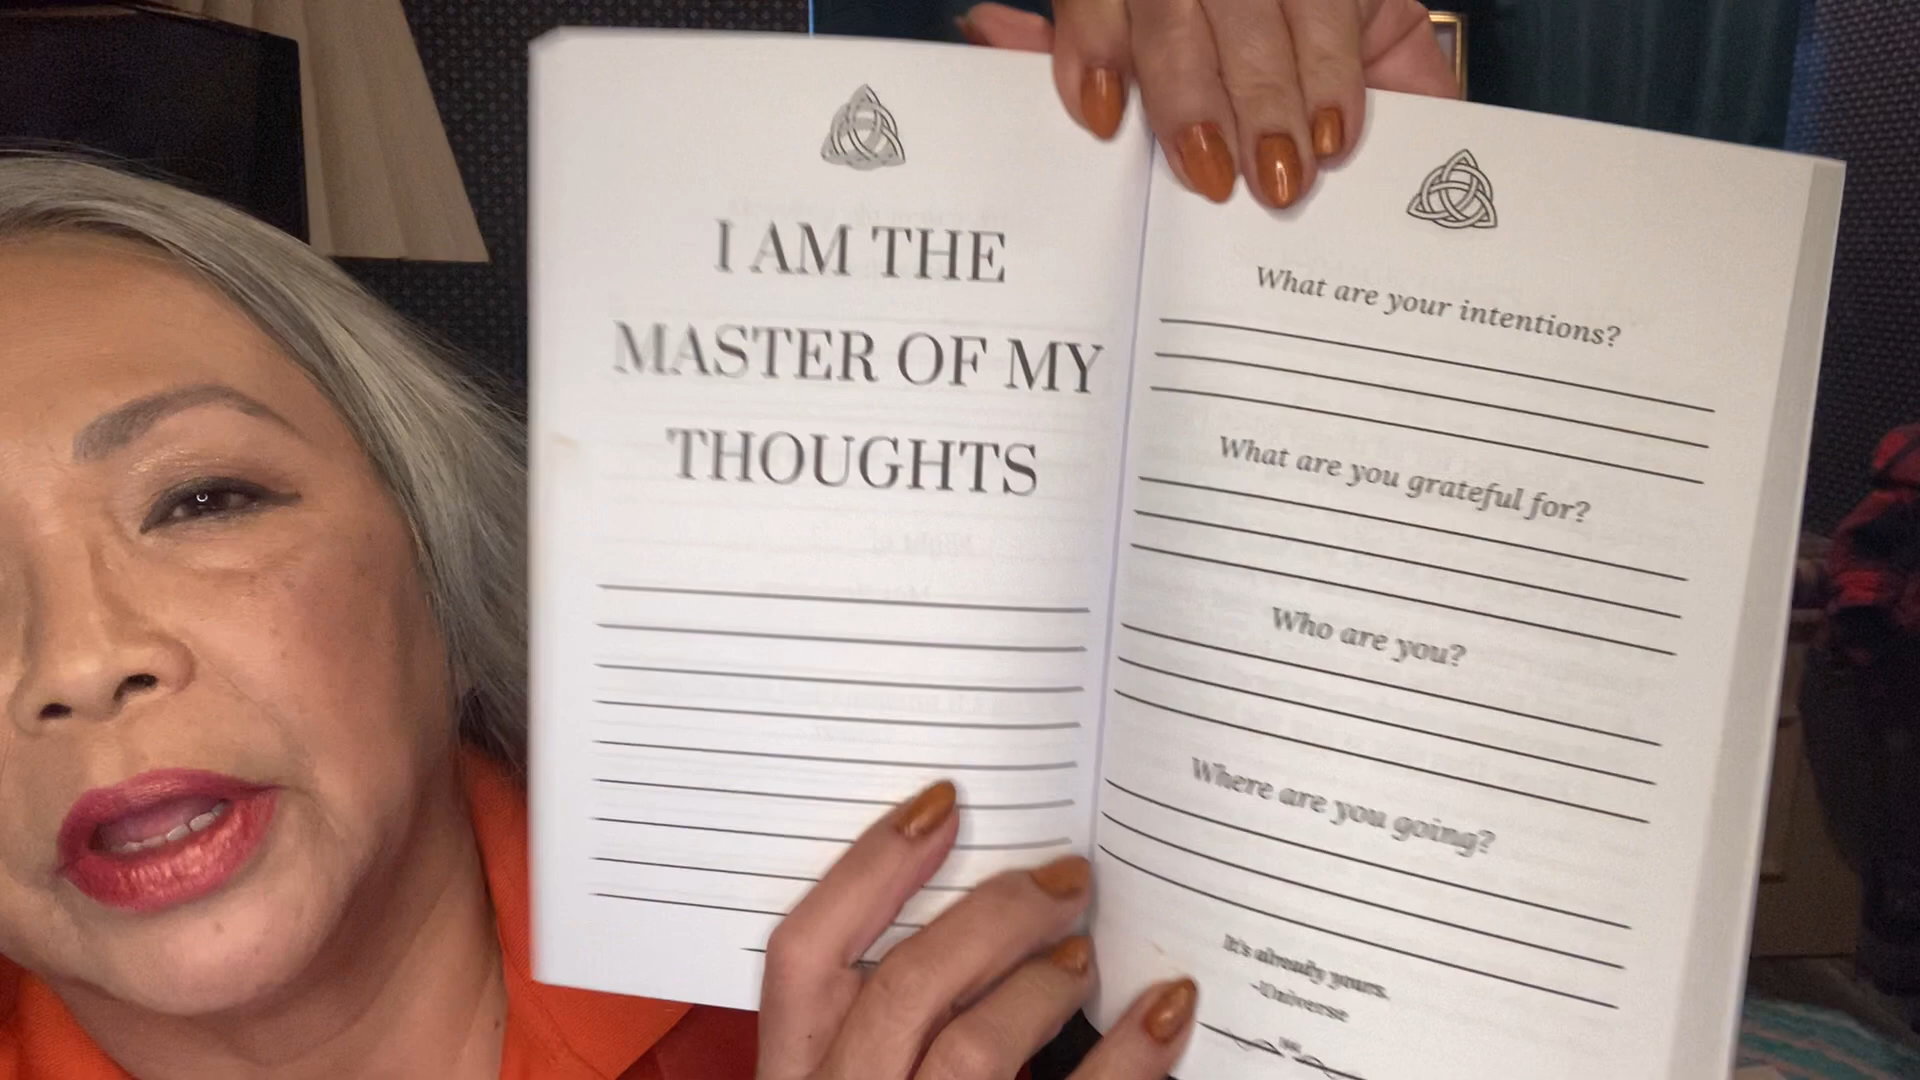 I AM THE
MASTER OF MY
THOUGHTS
What are your intentions?
What are you grateful for?
Who are you?
Where are you going?
It's already yours.
-Universe